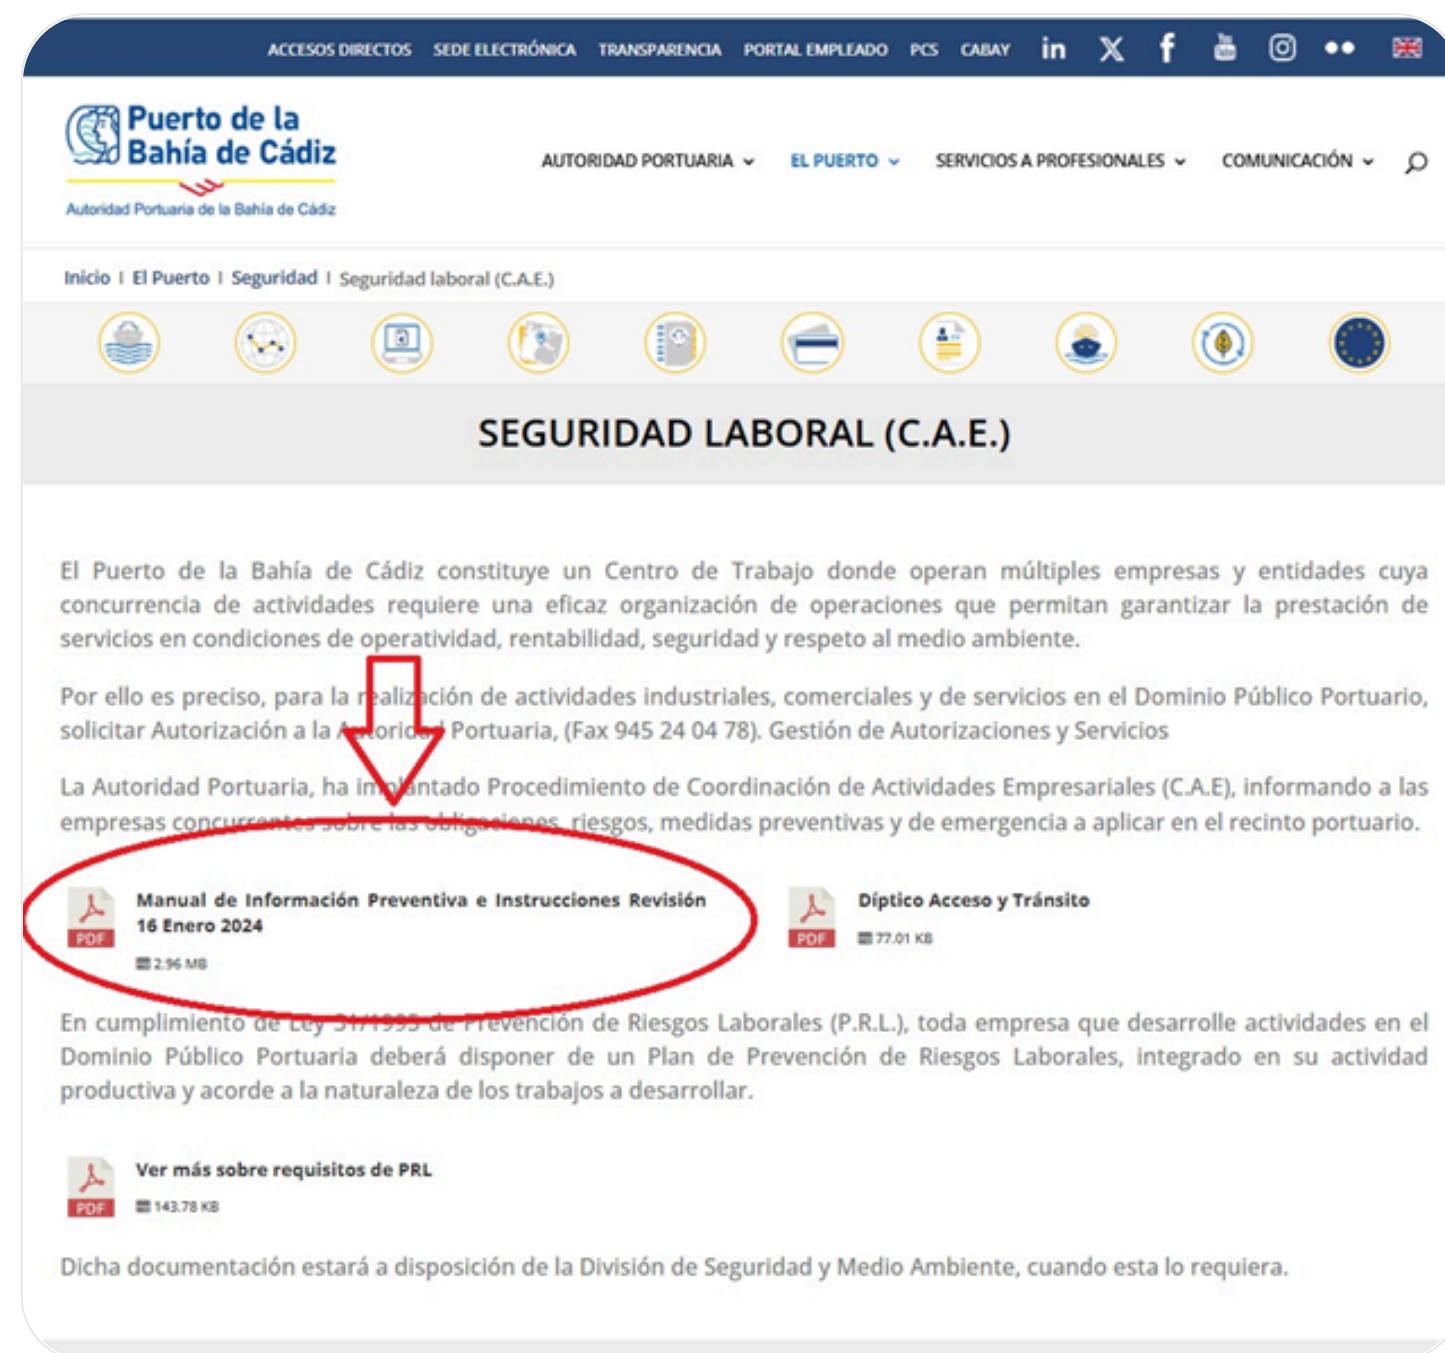 ACCESOS DIRECTOS SEDE ELECTRÓNICA TRANSPARENCIA PORTAL EMPLEADO PCS CABAY
Puerto de la
Bahía de Cádiz
Autoridad Portuaria de la Bahía de Cádiz
AUTORIDAD PORTUARIA EL PUERTO SERVICIOS A PROFESIONALES COMUNICACIÓN
Inicio I El Puerto I Seguridad I Seguridad laboral (C.A.E.)
SEGURIDAD LABORAL (C.A.E.)
El Puerto de la Bahía de Cádiz constituye un Centro de Trabajo donde operan múltiples empresas y entidades cuya
concurrencia de actividades requiere una eficaz organización de operaciones que permitan garantizar la prestación de
servicios en condiciones de operatividad, rentabilidad, seguridad y respeto al medio ambiente.
Por ello es preciso, para la realización de actividades industriales, comerciales y de servicios en el Dominio Público Portuario,
solicitar Autorización a la Autoridad Portuaria, (Fax 945 24 04 78). Gestión de Autorizaciones y Servicios
La Autoridad Portuaria, ha implantado Procedimiento de Coordinación de Actividades Empresariales (C.A.E), informando a las
empresas concurrentes sobre las obligaciones, riesgos, medidas preventivas y de emergencia a aplicar en el recinto portuario.
PDF
Manual de Información Preventiva e Instrucciones Revisión
16 Enero 2024
2.96 MB
PDF
Díptico Acceso y Tránsito
77.01 KB
En cumplimiento de Ley 31/1995 de Prevención de Riesgos Laborales (P.R.L.), toda empresa que desarrolle actividades en el
Dominio Público Portuaria deberá disponer de un Plan de Prevención de Riesgos Laborales, integrado en su actividad
productiva y acorde a la naturaleza de los trabajos a desarrollar.
PDF
Ver más sobre requisitos de PRL
143.78 KB
Dicha documentación estará a disposición de la División de Seguridad y Medio Ambiente, cuando esta lo requiera.